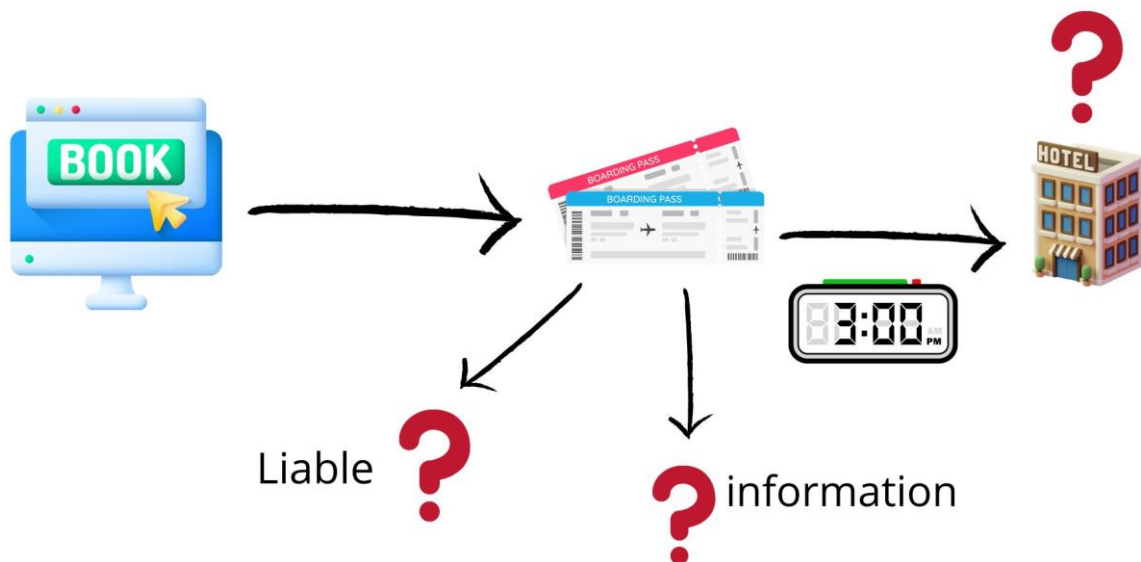 HOTEL
BOOK
BOARDING PASS
BOARDING PASS
3:00
AM
PM
Liable
information